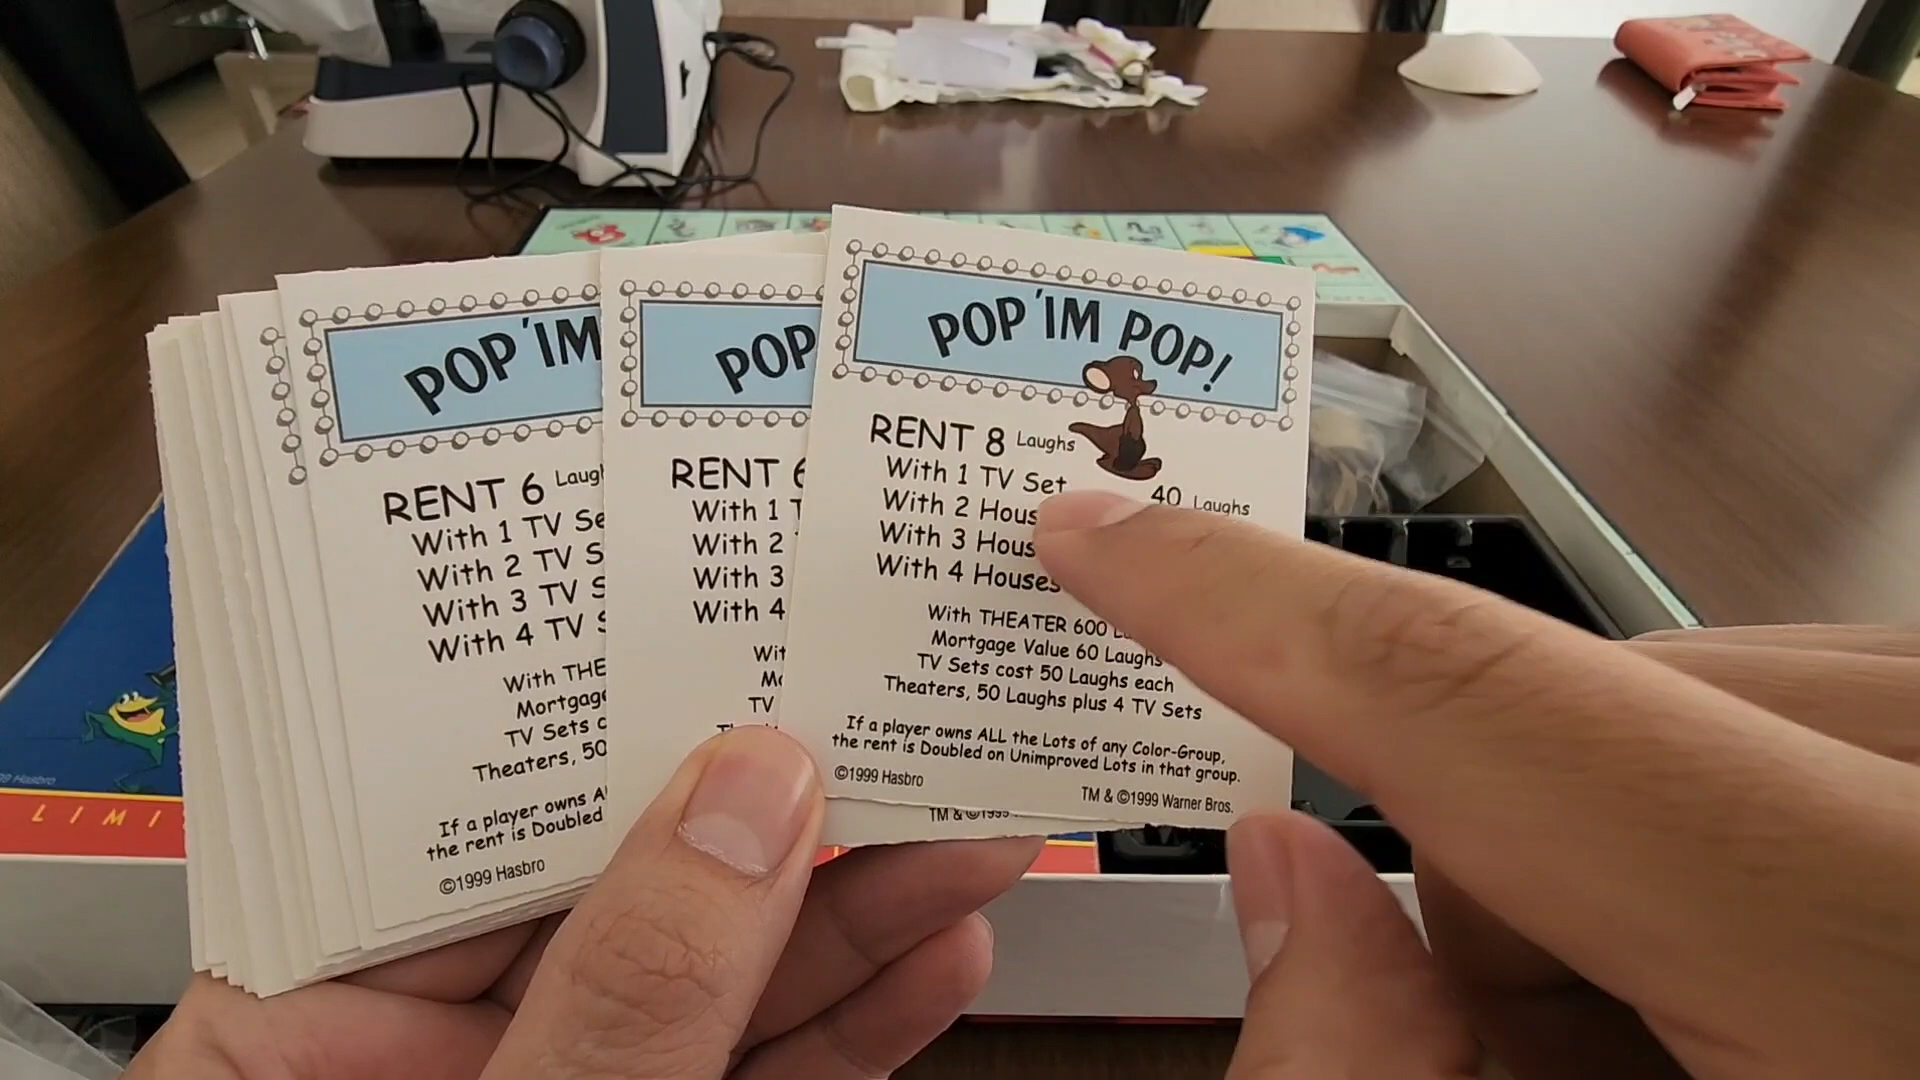 POP 'IM
RENT 6
With 1 TV
With 2 TV
With 3 TV
With 4 TV
With THE
Mortgage
TV Sets
Theaters, 50
If a player owns
the rent is Doubled
©1999 Hasbro
POP
RENT
With 1
With 2
With 3
With 4
TV
TM &
POP 'IM POP!
RENT 8 Laughs
With 1 TV Set 40 Laughs
With 2
With 3
With 4 Houses
With THEATER 600
Mortgage Value 60 Laughs
TV Sets cost 50 Laughs each
Theaters, 50 Laughs plus 4 TV Sets
If a player owns ALL the Lots of any Color-Group,
the rent is Doubled on Unimproved Lots in that group.
©1999 Hasbro
TM & ©1999 Warner Bros.
Hasbro